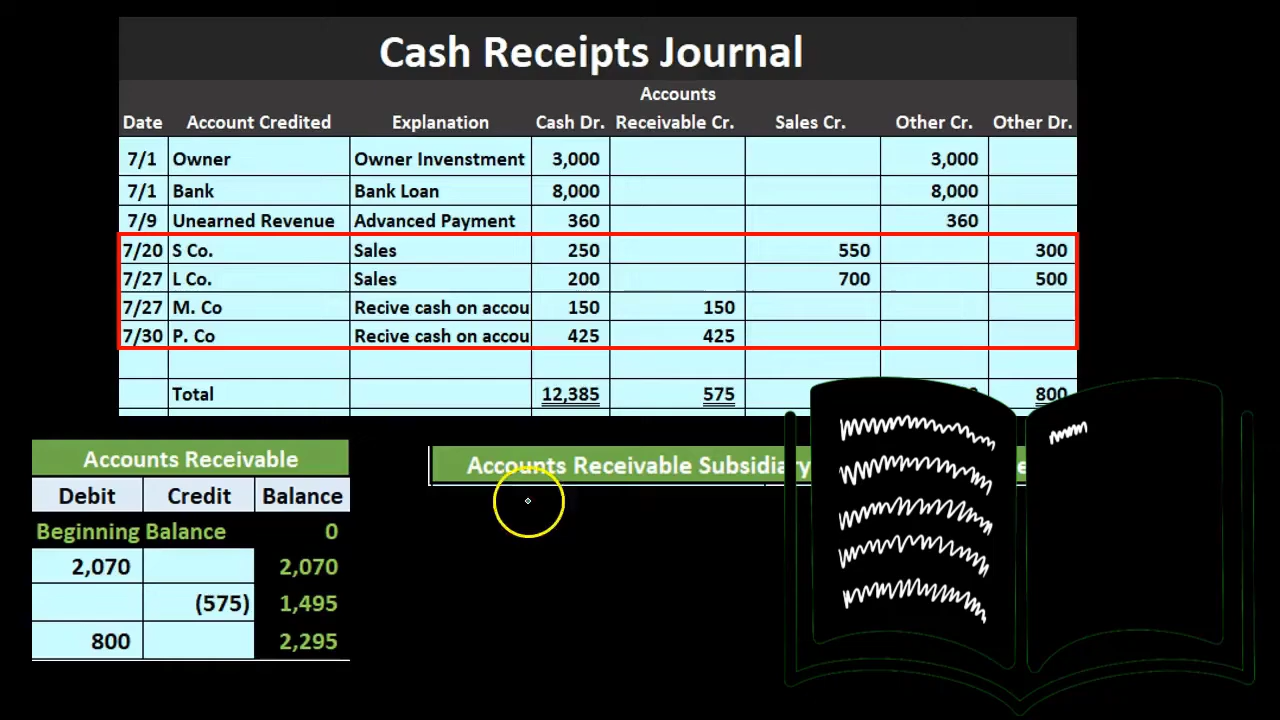 Cash Receipts Journal
Accounts
Date Account Credited Explanation Cash Dr. Receivable Cr. Sales Cr. Other Cr. Other Dr.
7/1 Owner Owner Invenstment 3,000 3,000
7/1 Bank Bank Loan 8,000 8,000
7/9 Unearned Revenue Advanced Payment 360 360
7/20 S Co. Sales 250 550 300
7/27 L Co. Sales 200 700 500
7/27 M. Co Recive cash on accou 150 150
7/30 P. Co Recive cash on accou 425 425
Total 12,385 575 800
Accounts Receivable
Debit Credit Balance
Beginning Balance 0
2,070 2,070
(575) 1,495
800 2,295
Accounts Receivable Subsidiary